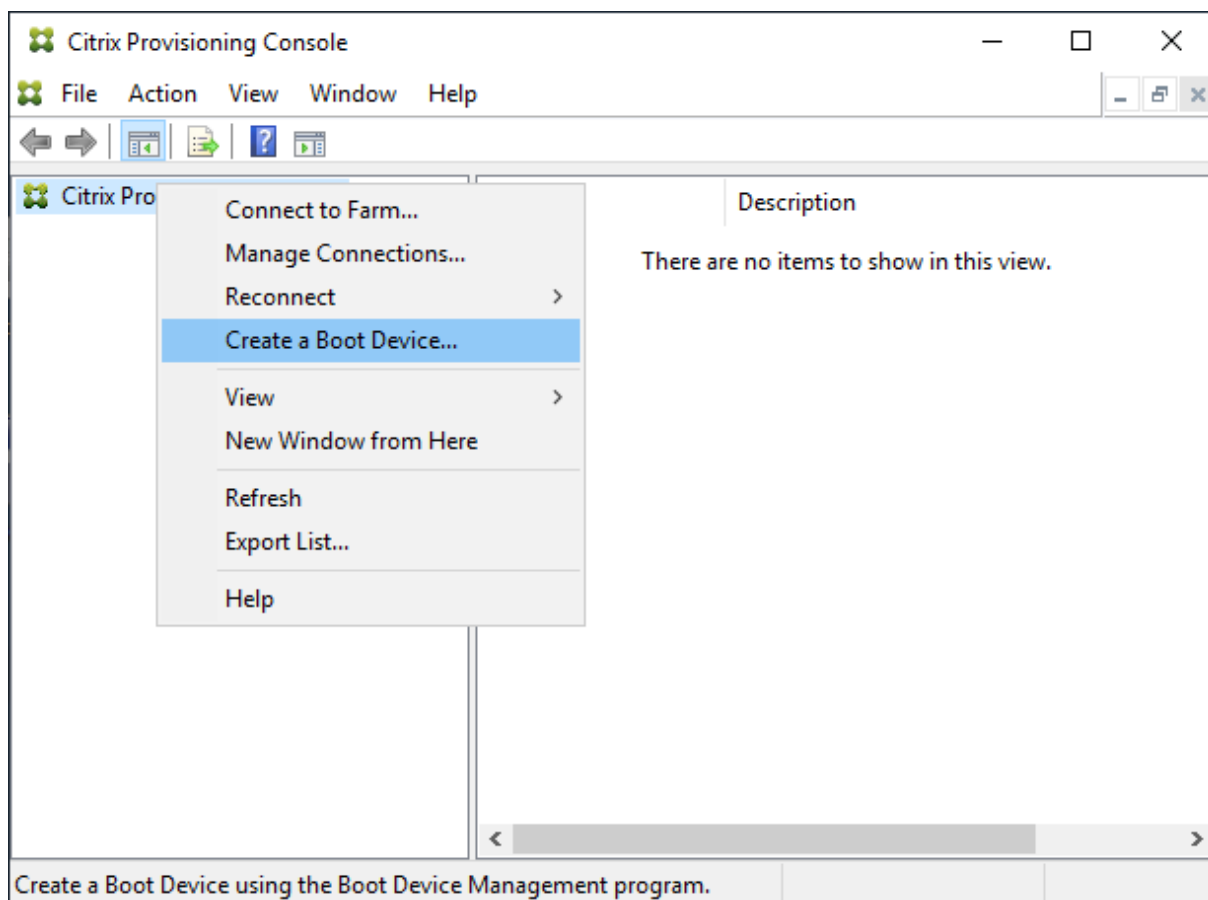 Citrix Provisioning Console
File Action View Window Help
Citrix Pro
Description
There are no items to show in this view.
Connect to Farm...
Manage Connections...
Reconnect
Create a Boot Device...
View
New Window from Here
Refresh
Export List...
Help
Create a Boot Device using the Boot Device Management program.